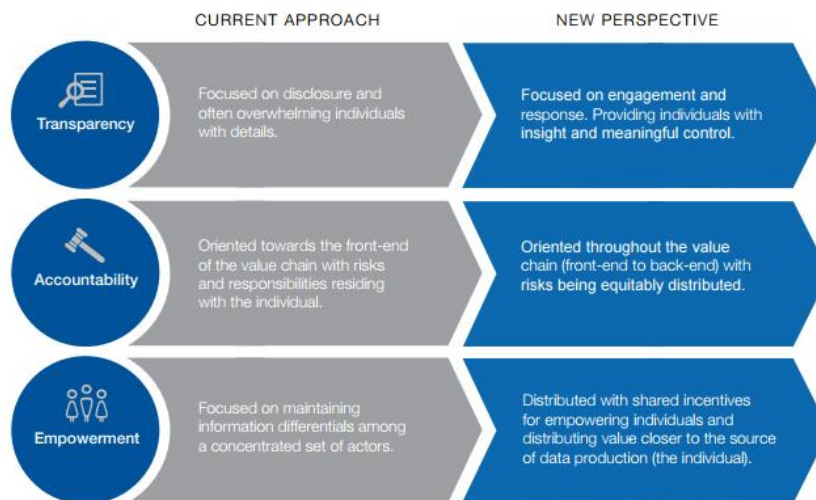 CURRENT APPROACH
NEW PERSPECTIVE
Transparency
Focused on disclosure and
often overwhelming individuals
with details.
Focused on engagement and
response. Providing individuals with
insight and meaningful control.
Accountability
Oriented towards the front-end
of the value chain with risks
and responsibilities residing
with the individual.
Oriented throughout the value
chain (front-end to back-end) with
risks being equitably distributed.
Empowerment
Focused on maintaining
information differentials among
a concentrated set of actors.
Distributed with shared incentives
for empowering individuals and
distributing value closer to the source
of data production (the individual).